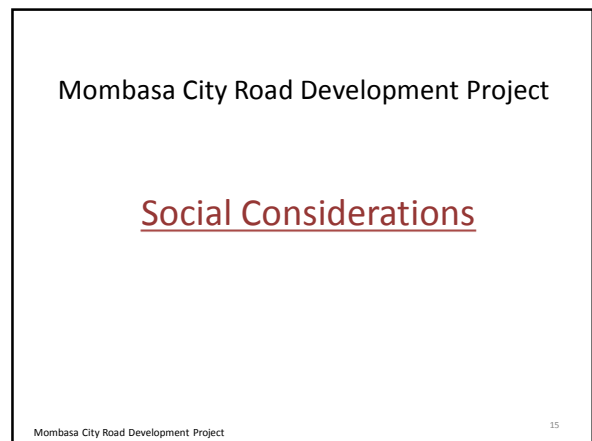 Mombasa City Road Development Project
Social Considerations
Mombasa City Road Development Project
15